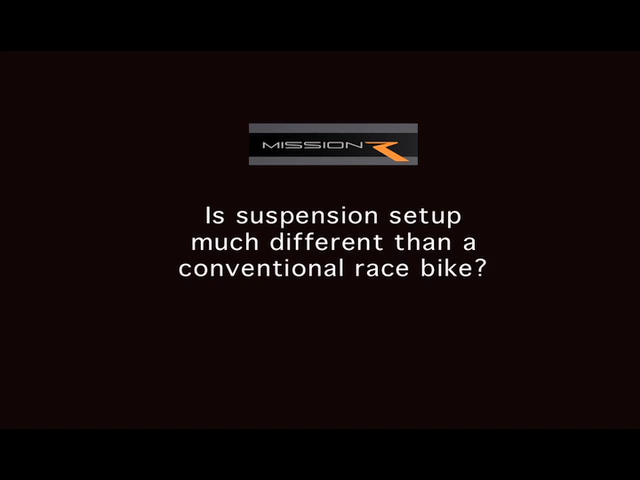 MISSION R
Is suspension setup
much different than a
conventional race bike?